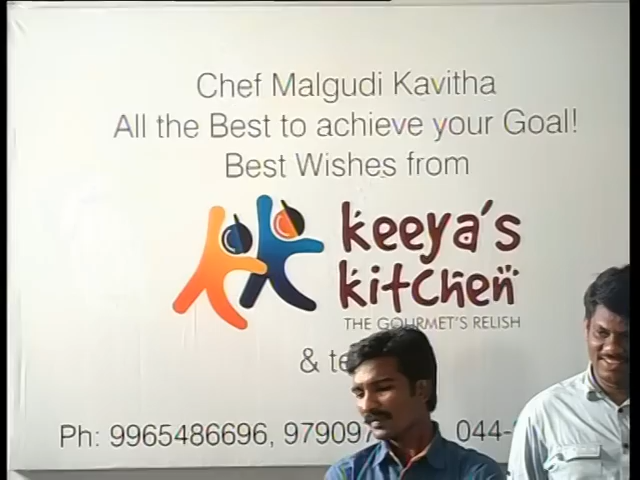 Chef Malgudi Kavitha
All the Best to achieve your Goal!
Best Wishes from
keeya's
kitchen
THE GOURMET'S RELISH
&
Ph: 9965486696, 044-